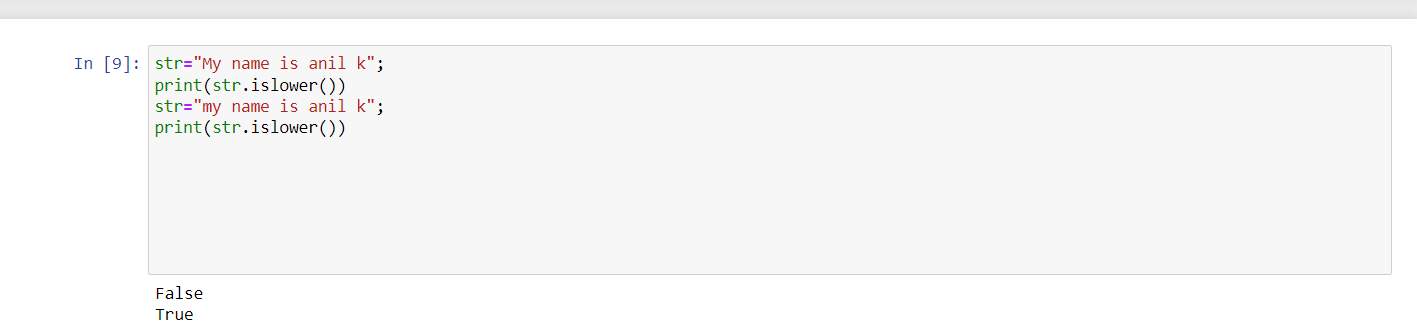 In [9]: str="My name is anil k";
print(str.islower())
str="my name is anil k";
print(str.islower())
False
True